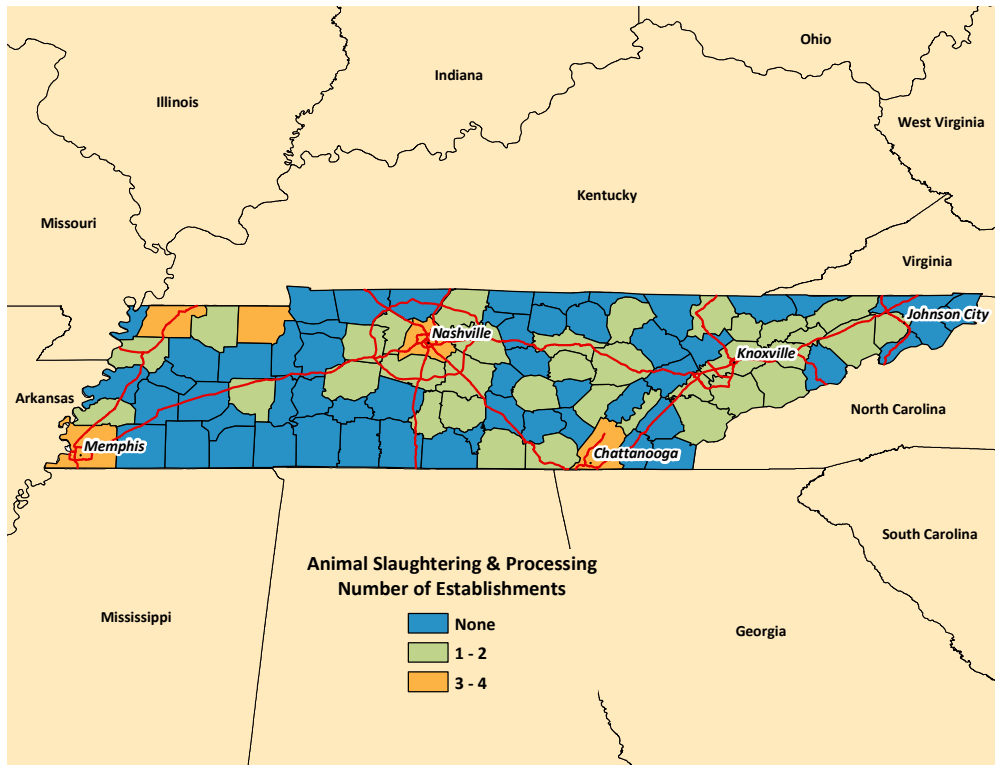 Ohio
Indiana
Illinois
West Virginia
Kentucky
Missouri
Virginia
Johnson City
Nashville
Knoxville
Arkansas
North Carolina
Memphis
Chattanooga
South Carolina
Animal Slaughtering & Processing
Number of Establishments
Mississippi
None
Georgia
1 - 2
3 - 4